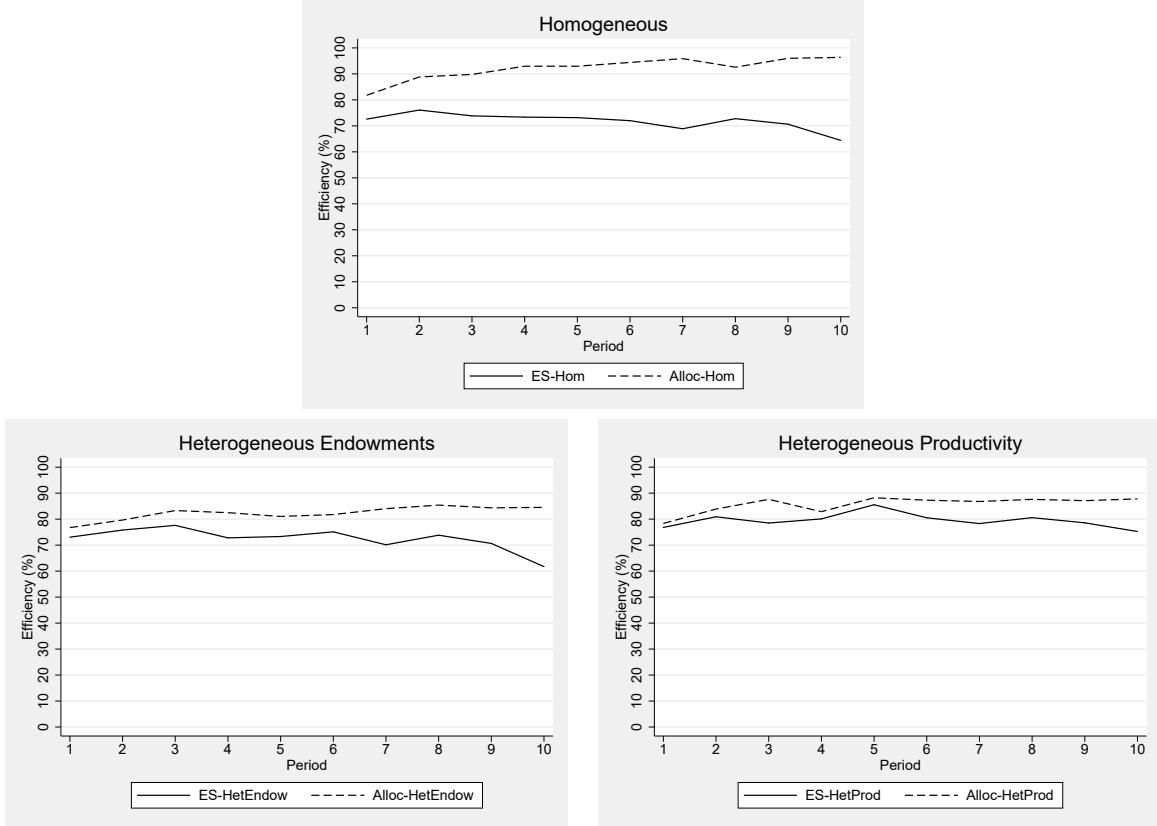 Homogeneous
Efficiency (%)
100
90
80
70
60
50
40
30
20
10
0
1 2 3 4 5 6 7 8 9 10
Period
ES-Hom Alloc-Hom
Heterogeneous Endowments
Efficiency (%)
100
90
80
70
60
50
40
30
20
10
0
1 2 3 4 5 6 7 8 9 10
Period
ES-HetEndow Alloc-HetEndow
Heterogeneous Productivity
Efficiency (%)
100
90
80
70
60
50
40
30
20
10
0
1 2 3 4 5 6 7 8 9 10
Period
ES-HetProd Alloc-HetProd